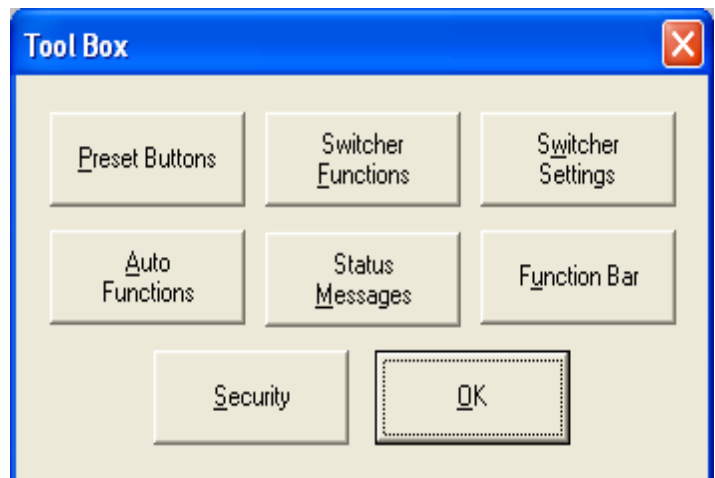 Tool Box
Preset Buttons
Switcher
Functions
Switcher
Settings
Auto
Functions
Status
Messages
Function Bar
Security
OK